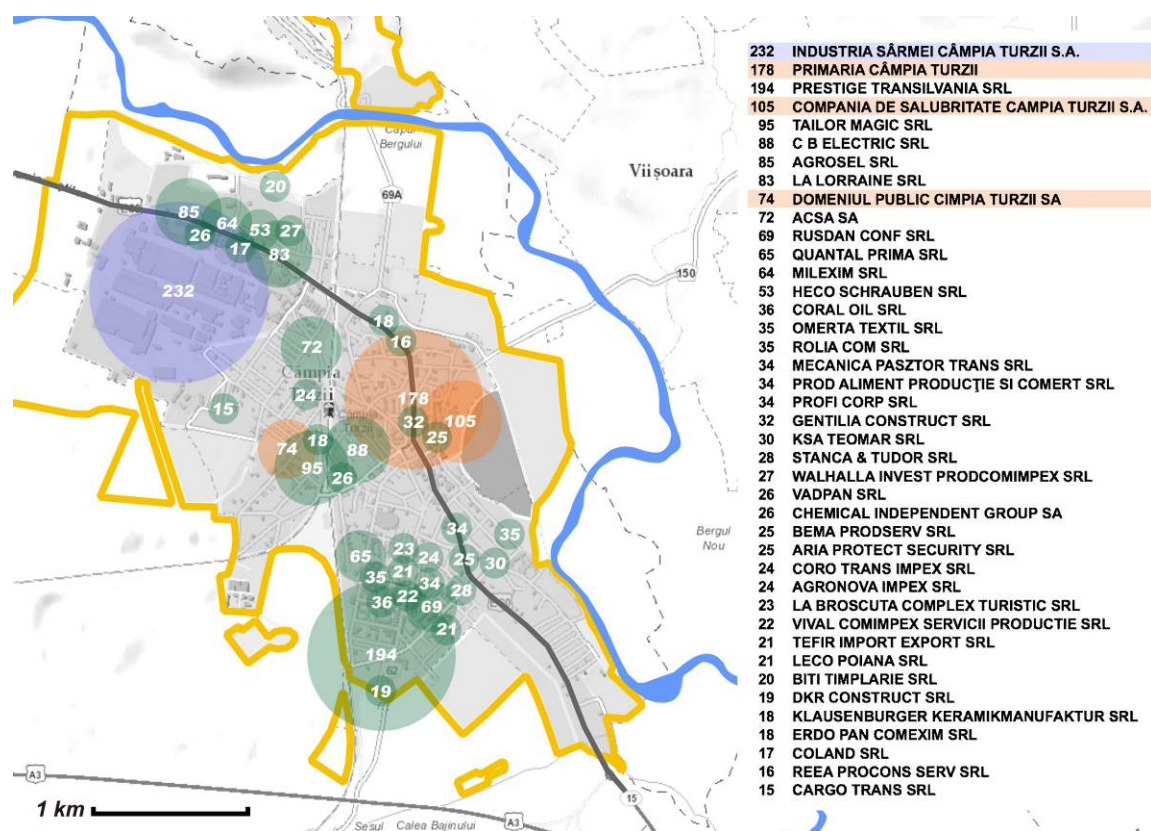 Capul
Bergului
Viișoara
69A
20
85
64
53
27
26
17
83
232
150
18
16
72
Câmpia
Turzii
24
178
15
105
32
25
74
18
88
95
26
34
35
Bergul
Nou
65
23
24
25
30
35
21
34
36
22
28
69
21
194
62
19
A3
1 km
15
A3
Sesul
Calea Bajinului
232 INDUSTRIA SÂRMEI CÂMPIA TURZII S.A.
178 PRIMARIA CÂMPIA TURZII
194 PRESTIGE TRANSILVANIA SRL
105 COMPANIA DE SALUBRITATE CAMPIA TURZII S.A.
95 TAILOR MAGIC SRL
88 C B ELECTRIC SRL
85 AGROSEL SRL
83 LA LORRAINE SRL
74 DOMENIUL PUBLIC CIMPIA TURZII SA
72 ACSA SA
69 RUSDAN CONF SRL
65 QUANTAL PRIMA SRL
64 MILEXIM SRL
53 HECO SCHRAUBEN SRL
36 CORAL OIL SRL
35 OMERTA TEXTIL SRL
35 ROLIA COM SRL
34 MECANICA PASZTOR TRANS SRL
34 PROD ALIMENT PRODUCŢIE SI COMERT SRL
34 PROFI CORP SRL
32 GENTILIA CONSTRUCT SRL
30 KSA TEOMAR SRL
28 STANCA & TUDOR SRL
27 WALHALLA INVEST PRODCOMIMPEX SRL
26 VADPAN SRL
26 CHEMICAL INDEPENDENT GROUP SA
25 BEMA PRODSERV SRL
25 ARIA PROTECT SECURITY SRL
24 CORO TRANS IMPEX SRL
24 AGRONOVA IMPEX SRL
23 LA BROSCUTA COMPLEX TURISTIC SRL
22 VIVAL COMIMPEX SERVICII PRODUCTIE SRL
21 TEFIR IMPORT EXPORT SRL
21 LECO POIANA SRL
20 BITI TIMPLARIE SRL
19 DKR CONSTRUCT SRL
18 KLAUSENBURGER KERAMIKMANUFAKTUR SRL
18 ERDO PAN COMEXIM SRL
17 COLAND SRL
16 REEA PROCONS SERV SRL
15 CARGO TRANS SRL